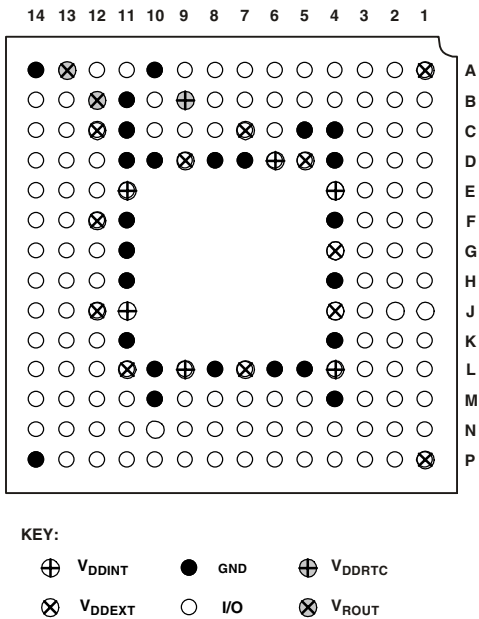 14 13 12 11 10 9 8 7 6 5 4 3 2 1
A
B
C
D
E
F
G
H
J
K
L
M
N
P
KEY:
VDDINT GND VDDRTC
VDDEXT I/O VROUT